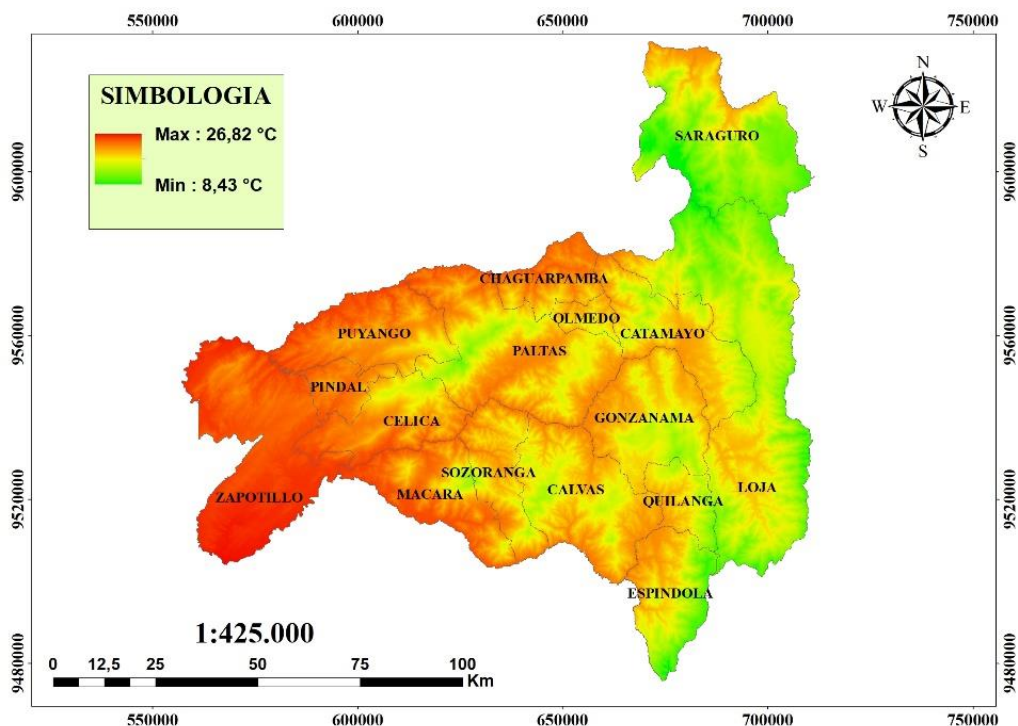 550000 600000 650000 700000 750000
SIMBOLOGIA
Max : 26,82 °C
Min : 8,43 °C
N
W E
S
SARAGURO
9600000 9600000
CHAGUARPAMBA
OLMEDO
PUYANGO
CATAMAYO
9560000 9560000
PALTAS
PINDAL
CELICA
GONZANAMA
SOZORANGA
LOJA
CALVAS
MACARA
ZAPOTILLO
QUILANGA
9520000 9520000
ESPINDOLA
1:425.000
9480000 9480000
0 12,5 25 50 75 100
Km
550000 600000 650000 700000 750000